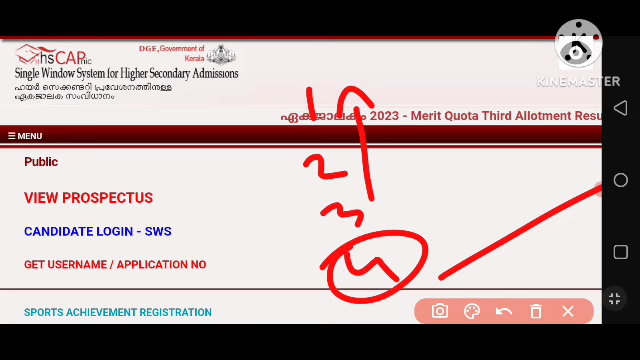 DGE, Government of
Kerala
hsCAP nic
Single Window System for Higher Secondary Admissions
ഹയർ സെക്കണ്ടറി പ്രവേശനത്തിനുള്ള
ഏകജാലക സംവിധാനം
KINEMASTER
ഏകജാലകം 2023 - Merit Quota Third Allotment Resu
☰ MENU
Public
VIEW PROSPECTUS
CANDIDATE LOGIN - SWS
GET USERNAME / APPLICATION NO
SPORTS ACHIEVEMENT REGISTRATION
1
2
3
4